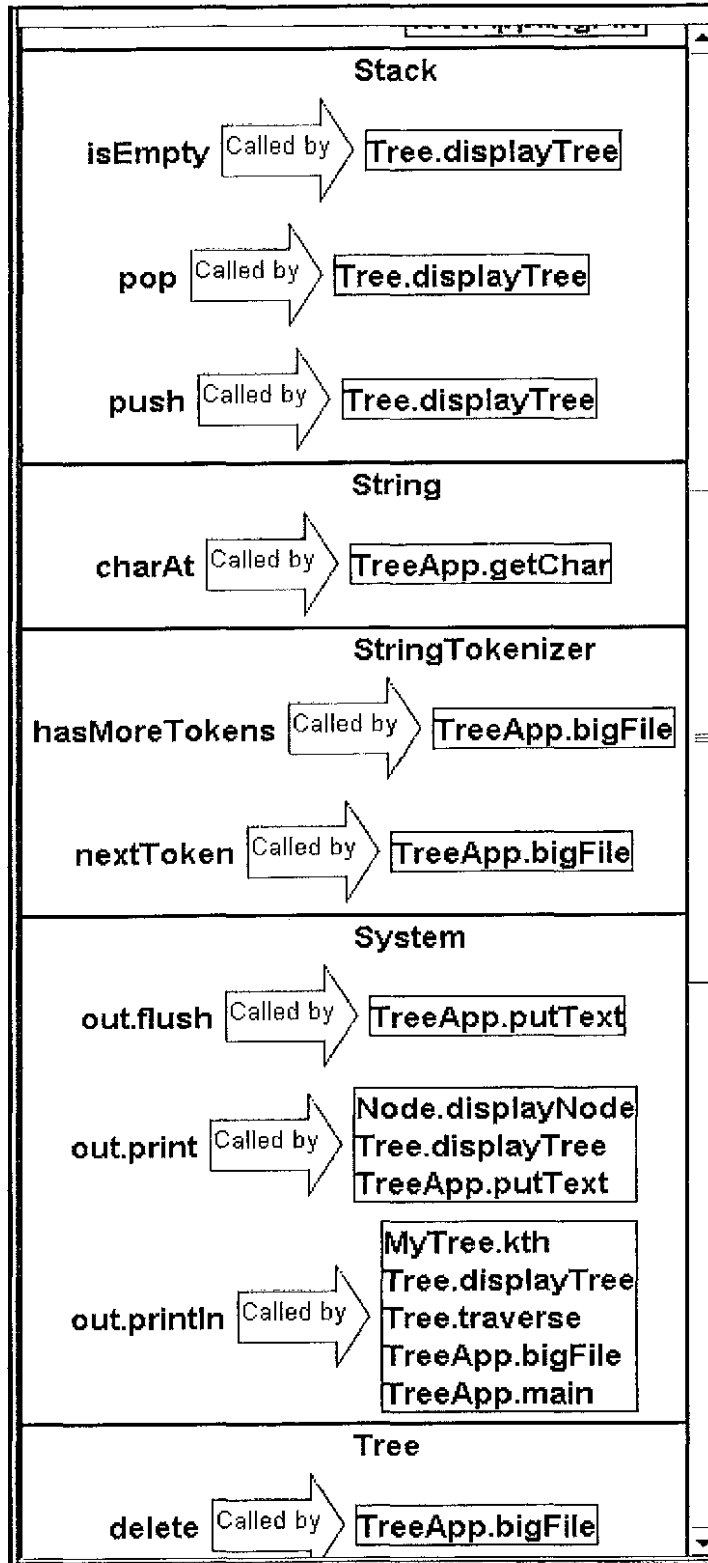 Stack
isEmpty Called by Tree.displayTree
pop Called by Tree.displayTree
push Called by Tree.displayTree
String
charAt Called by TreeApp.getChar
StringTokenizer
hasMoreTokens Called by TreeApp.bigFile
nextToken Called by TreeApp.bigFile
System
out.flush Called by TreeApp.putText
out.print Called by Node.displayNode
Tree.displayTree
TreeApp.putText
out.println Called by MyTree.kth
Tree.displayTree
Tree.traverse
TreeApp.bigFile
TreeApp.main
Tree
delete Called by TreeApp.bigFile